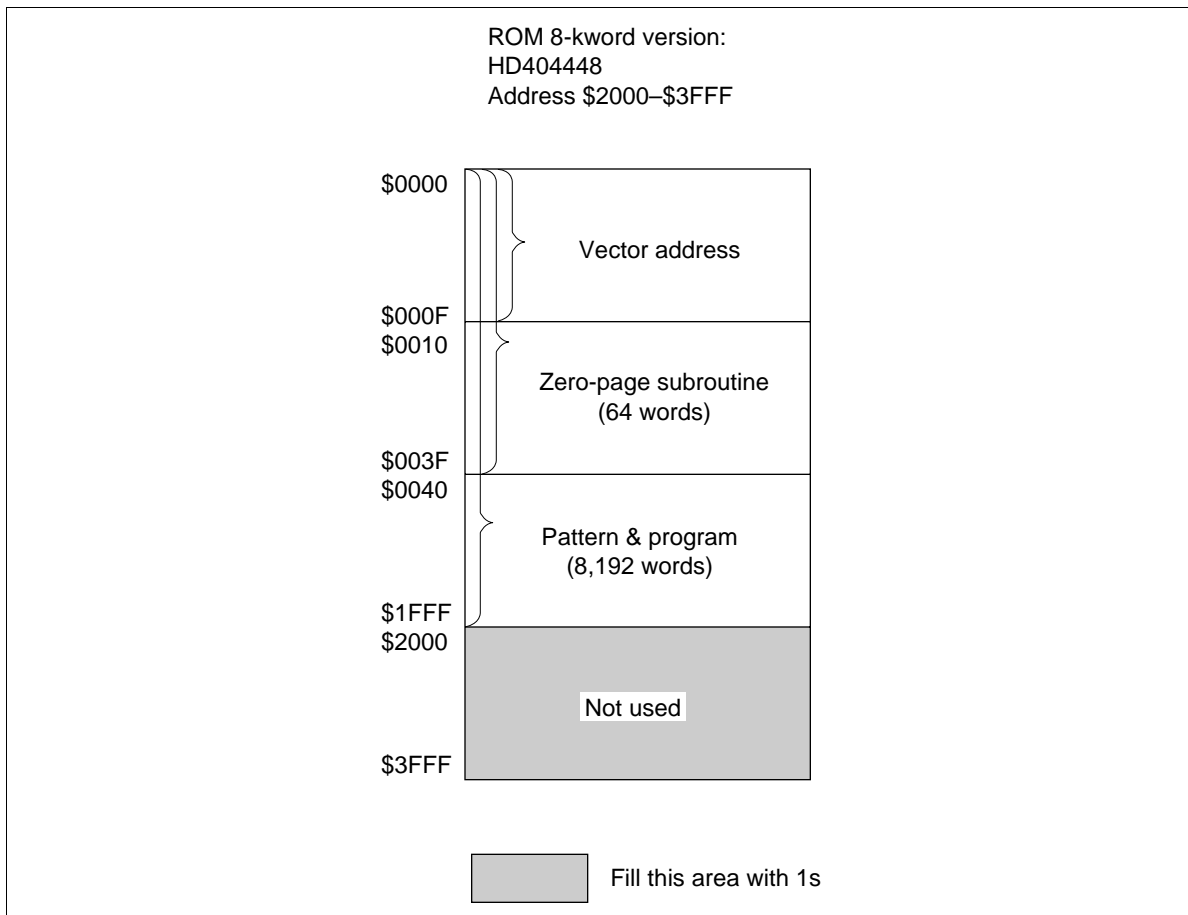 ROM 8-kword version:
HD404448
Address $2000–$3FFF
$0000
Vector address
$000F
$0010
Zero-page subroutine
(64 words)
$003F
$0040
Pattern & program
(8,192 words)
$1FFF
$2000
Not used
$3FFF
Fill this area with 1s